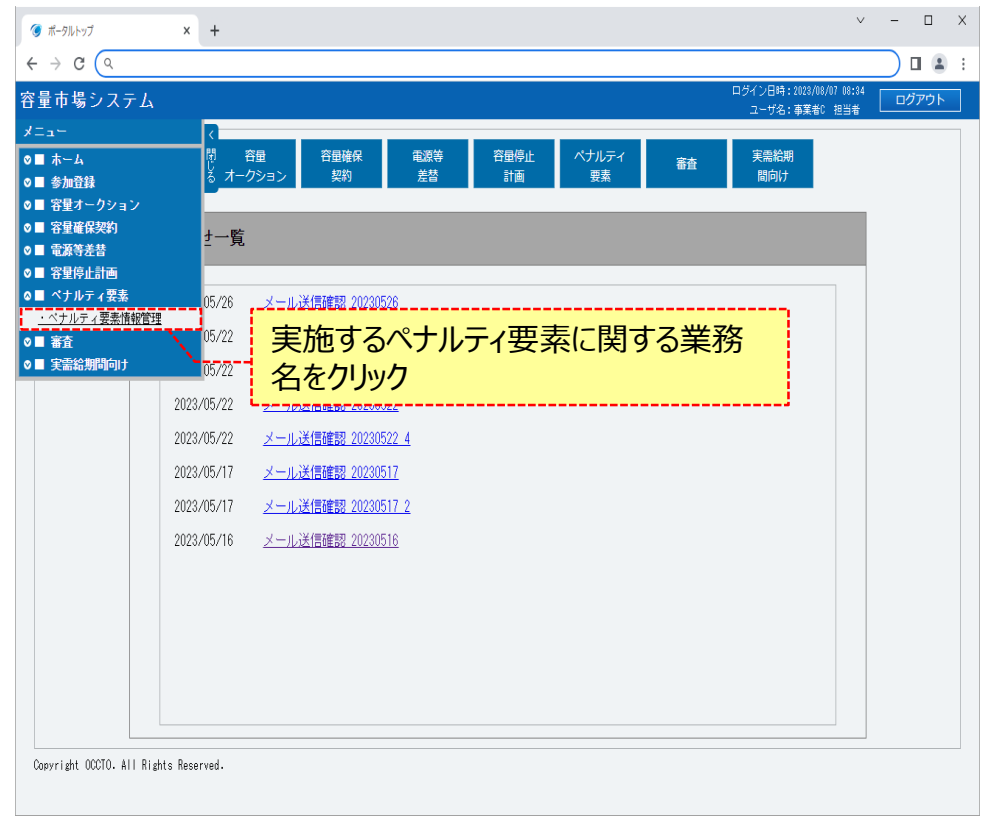 ポータルトップ
容量市場システム
ログイン日時：2023/08/07 08:34
ユーザ名：事業者C 担当者
ログアウト
メニュー
ホーム
参加登録
容量オークション
容量確保契約
電源等差替
容量停止計画
ペナルティ要素
・ペナルティ要素情報管理
審査
実需給期間向け
閉じる
容量
オークション
容量確保
契約
電源等
差替
容量停止
計画
ペナルティ
要素
審査
実需給期
間向け
せ一覧
05/26 メール送信確認 20230526
05/22
05/22
実施するペナルティ要素に関する業務
名をクリック
2023/05/22 メール送信確認 20230522
2023/05/22 メール送信確認 20230522 4
2023/05/17 メール送信確認 20230517
2023/05/17 メール送信確認 20230517 2
2023/05/16 メール送信確認 20230516
Copyright OCCTO. All Rights Reserved.